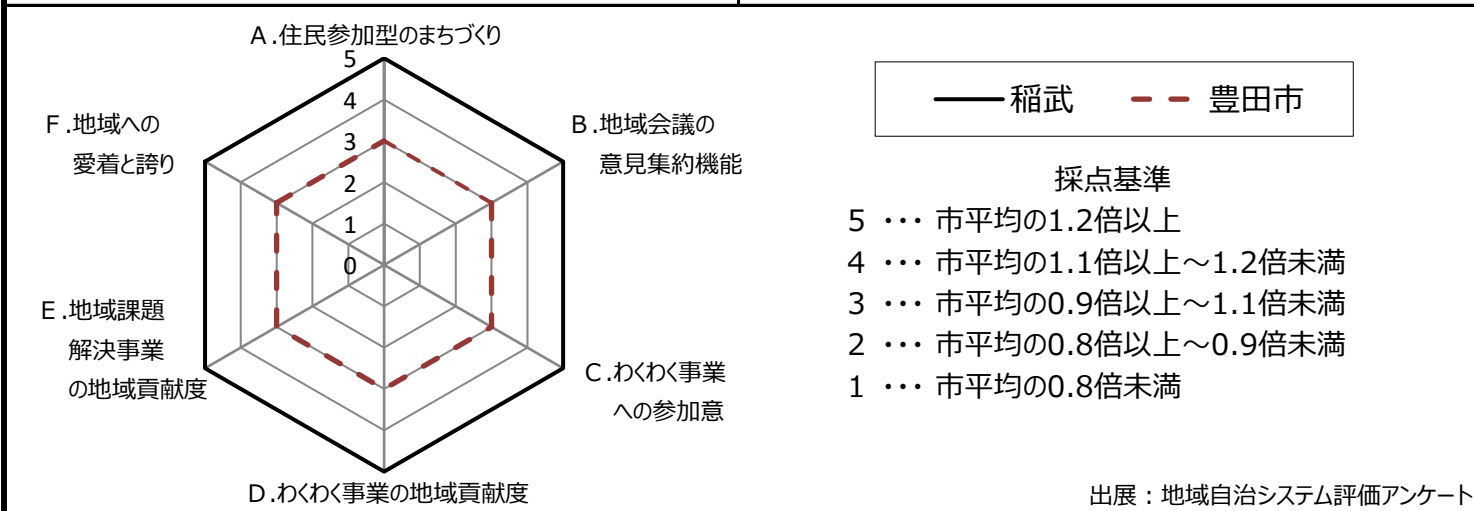 A.住民参加型のまちづくり
5
4
3
2
1
0
B.地域会議の
意見集約機能
C.わくわく事業
への参加意
D.わくわく事業の地域貢献度
E.地域課題
解決事業
の地域貢献度
F.地域への
愛着と誇り
稲武
豊田市
採点基準
5 ・・・ 市平均の1.2倍以上
4 ・・・ 市平均の1.1倍以上～1.2倍未満
3 ・・・ 市平均の0.9倍以上～1.1倍未満
2 ・・・ 市平均の0.8倍以上～0.9倍未満
1 ・・・ 市平均の0.8倍未満
出展：地域自治システム評価アンケート